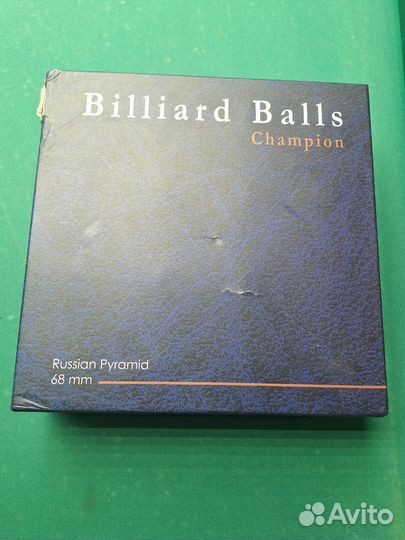 Billiard Balls
Champion
Russian Pyramid
68 mm
Avito